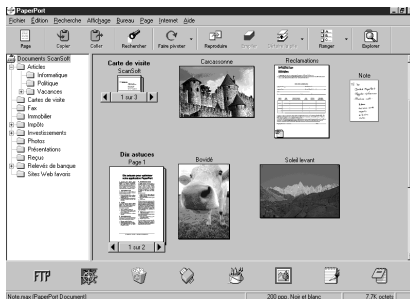 PaperPort
Fichier Édition Recherche Affichage Bureau Page Internet Aide
Page Copier Coller Rechercher Faire pivoter Reproduire Empiler Ranger Explorer
Documents ScanSoft
Articles
Informatique
Politique
Vacances
Cartes de visite
Fax
Immobilier
Impôts
Investissements
Photos
Présentations
Reçus
Relevés de banque
Sites Web favoris
Carte de visite
ScanSoft
1 sur 3
Carcassonne
Reclamations
Note
Dix astuces
Page 1
1 sur 2
Bovidé
Soleil levant
FTP
Note.max [PaperPort Document] 200 ppp, Noir et blanc 7.7K octets